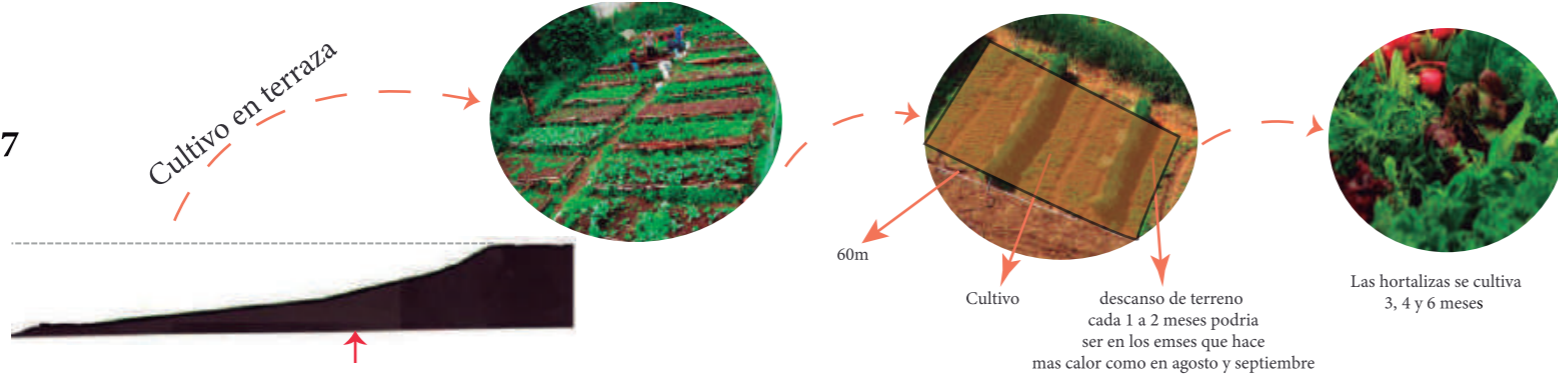 7
Cultivo en terraza
60m
Cultivo
descanso de terreno
cada 1 a 2 meses podria
ser en los emses que hace
mas calor como en agosto y septiembre
Las hortalizas se cultiva
3, 4 y 6 meses